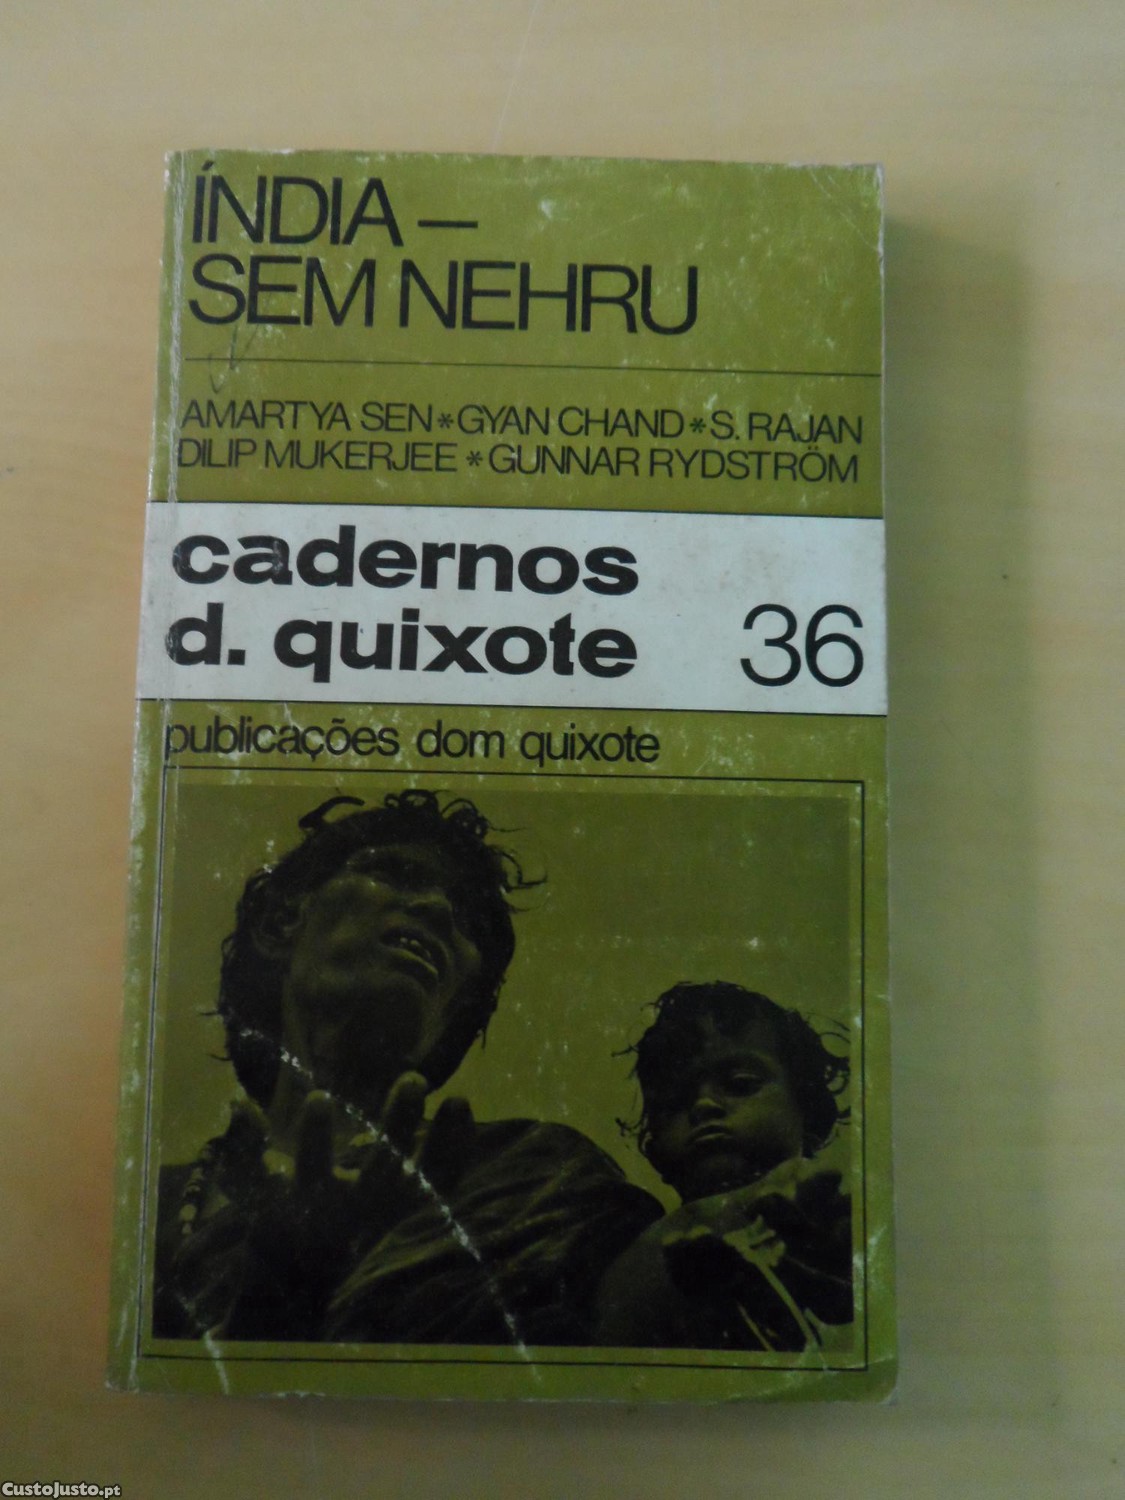 ÍNDIA –
SEM NEHRU
AMARTYA SEN * GYAN CHAND * S. RAJAN
DILIP MUKERJEE * GUNNAR RYDSTRÖM
cadernos
d. quixote 36
publicações dom quixote
CustoJusto.pt